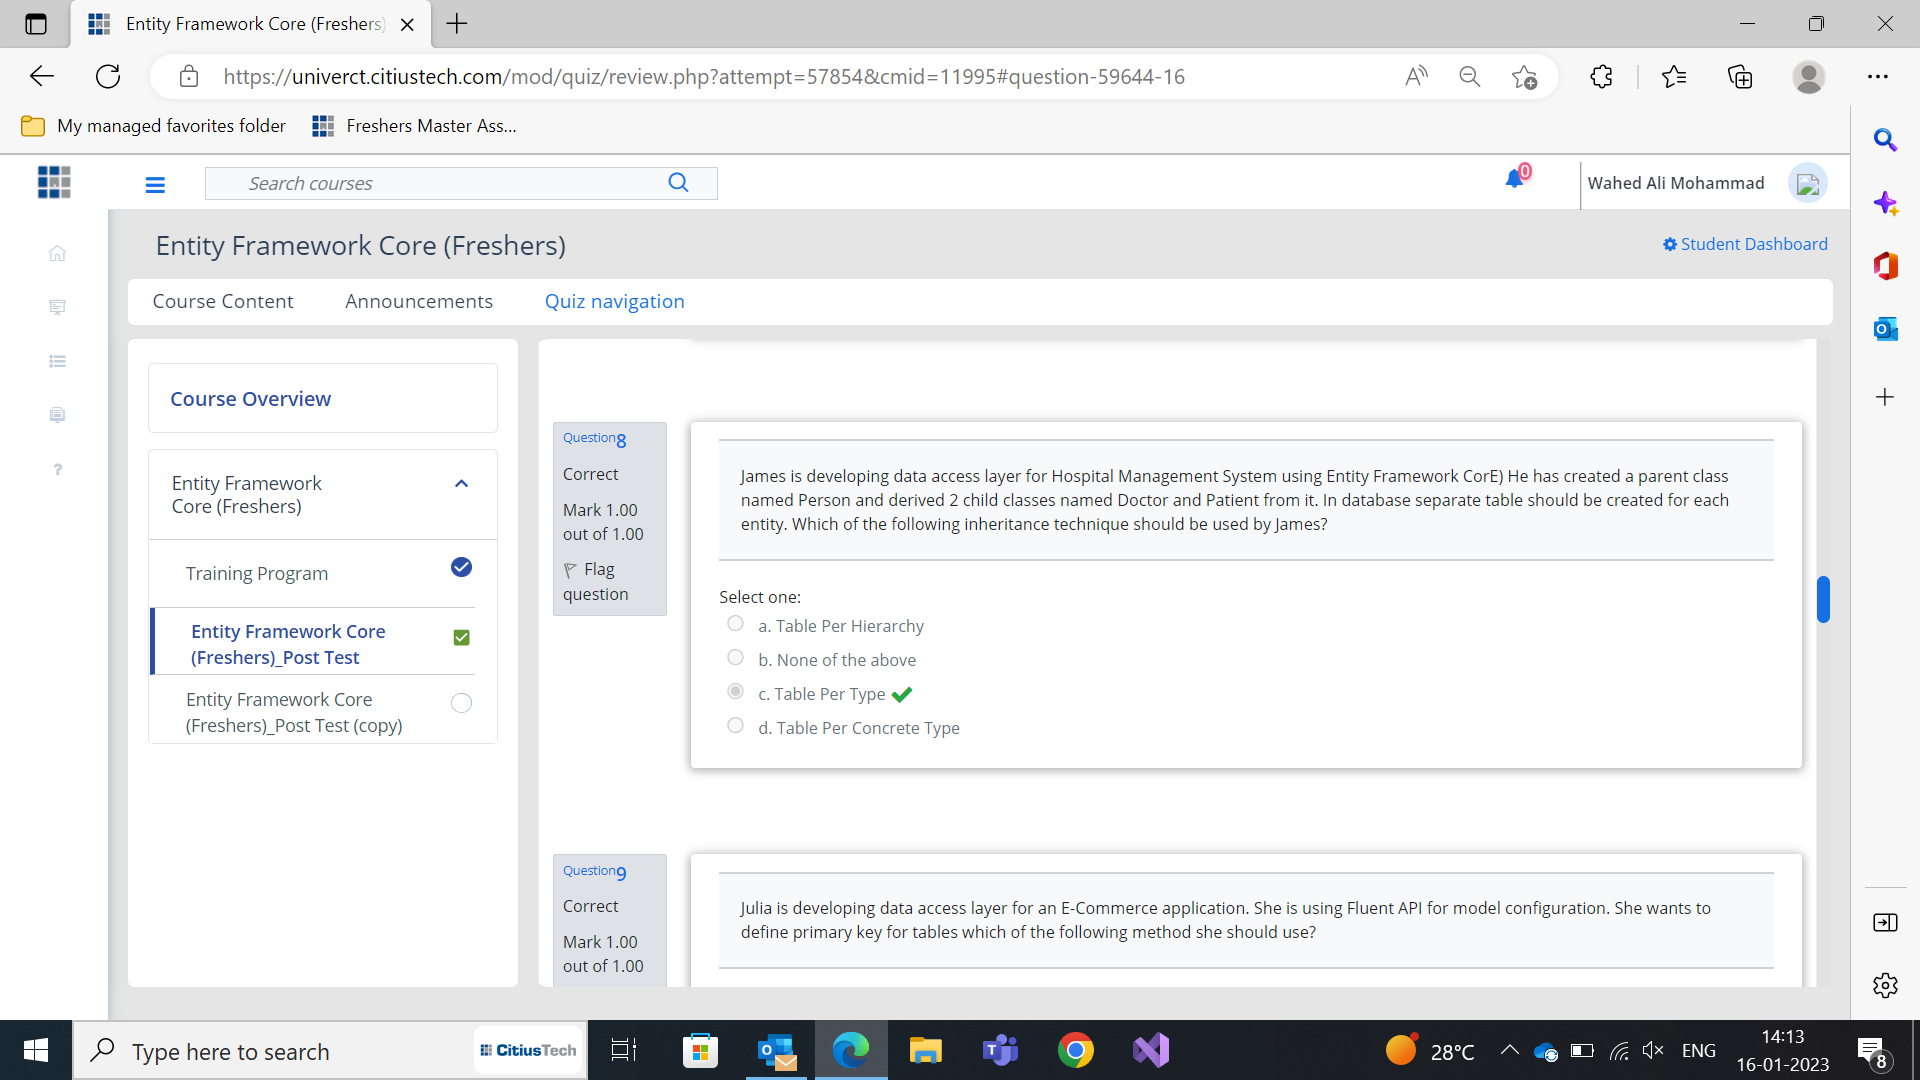 Entity Framework Core (Freshers)
https://univerct.citiustech.com/mod/quiz/review.php?attempt=57854&cmid=11995#question-59644-16
My managed favorites folder
Freshers Master Ass...
Search courses
0
Wahed Ali Mohammad
Entity Framework Core (Freshers)
Student Dashboard
Course Content
Announcements
Quiz navigation
Course Overview
Entity Framework
Core (Freshers)
Training Program
Entity Framework Core
(Freshers)_Post Test
Entity Framework Core
(Freshers)_Post Test (copy)
Question 8
Correct
Mark 1.00
out of 1.00
Flag
question
James is developing data access layer for Hospital Management System using Entity Framework CorE) He has created a parent class
named Person and derived 2 child classes named Doctor and Patient from it. In database separate table should be created for each
entity. Which of the following inheritance technique should be used by James?
Select one:
a. Table Per Hierarchy
b. None of the above
c. Table Per Type
d. Table Per Concrete Type
Question 9
Correct
Mark 1.00
out of 1.00
Julia is developing data access layer for an E-Commerce application. She is using Fluent API for model configuration. She wants to
define primary key for tables which of the following method she should use?
Type here to search
CitiusTech
28°C
ENG
14:13
16-01-2023
8